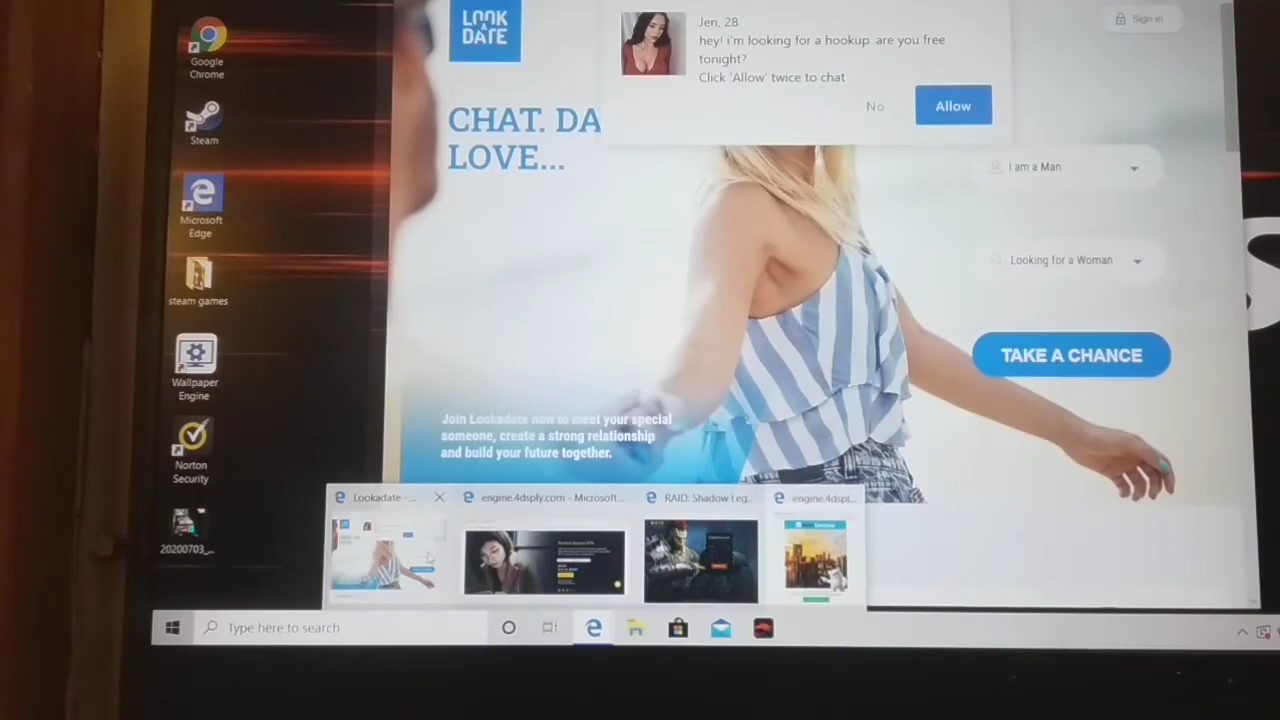 Google
Chrome
Steam
Microsoft
Edge
steam games
Wallpaper
Engine
Norton
Security
20200703_...
LOOK
A
DATE
CHAT. DA
LOVE...
Jen, 28
hey! i'm looking for a hookup. are you free
tonight?
Click 'Allow' twice to chat
No
Allow
Sign in
I am a Man
Looking for a Woman
TAKE A CHANCE
Join Lookadate now to meet your special
someone, create a strong relationship
and build your future together.
Lookadate - ...
engine.4dsply.com - Microsoft...
RAID: Shadow Leg...
engine.4dspl...
Type here to search